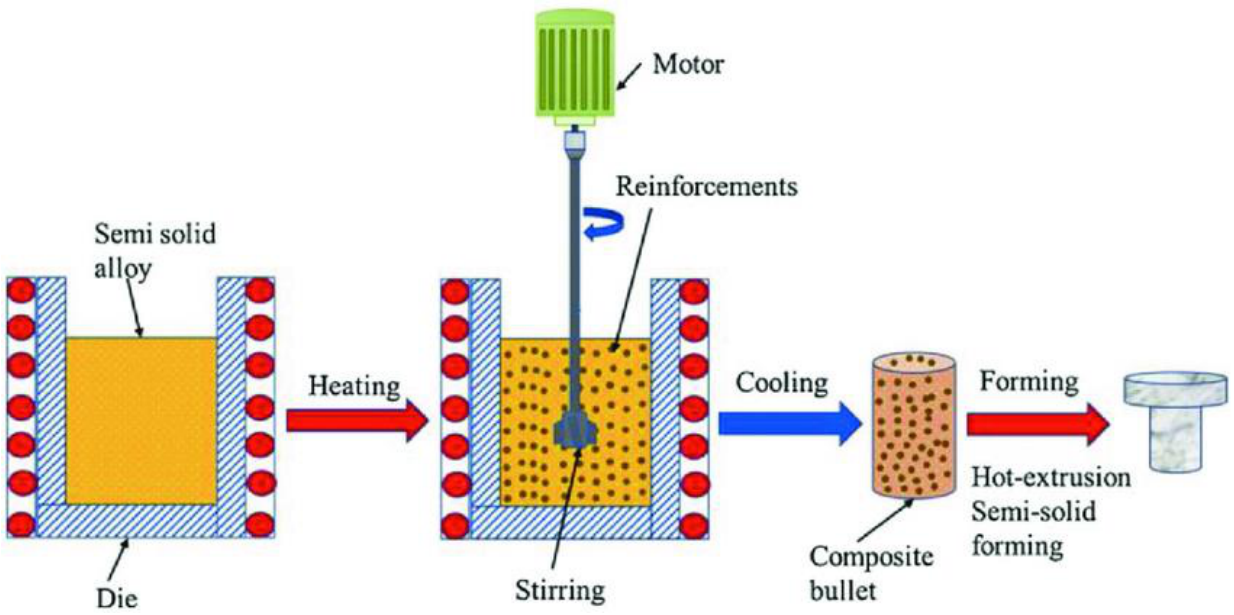 Motor
Reinforcements
Semi solid
alloy
Heating
Cooling
Forming
Hot-extrusion
Semi-solid
forming
Composite
bullet
Stirring
Die